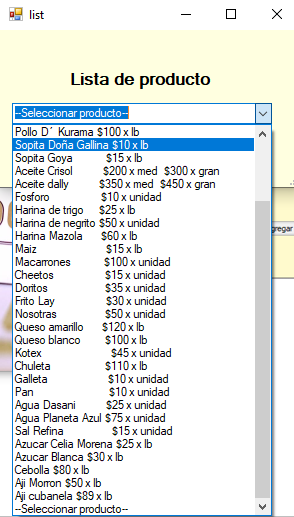 list
Lista de producto
--Seleccionar producto--
Pollo D´ Kurama $100 x lb
Sopita Doña Gallina $10 x lb
Sopita Goya $15 x lb
Aceite Crisol $200 x med $300 x gran
Aceite dally $350 x med $450 x gran
Fosforo $10 x unidad
Harina de trigo $25 x lb
Harina de negrito $50 x unidad
Harina Mazola $60 x lb
Maiz $15 x lb
Macarrones $100 x unidad
Cheetos $15 x unidad
Doritos $35 x unidad
Frito Lay $30 x unidad
Nosotras $50 x unidad
Queso amarillo $120 x lb
Queso blanco $100 x lb
Kotex $45 x unidad
Chuleta $110 x lb
Galleta $10 x unidad
Pan $10 x unidad
Agua Dasani $25 x unidad
Agua Planeta Azul $75 x unidad
Sal Refina $15 x unidad
Azucar Celia Morena $25 x lb
Azucar Blanca $30 x lb
Cebolla $80 x lb
Aji Morron $50 x lb
Aji cubanela $89 x lb
--Seleccionar producto--
gregar